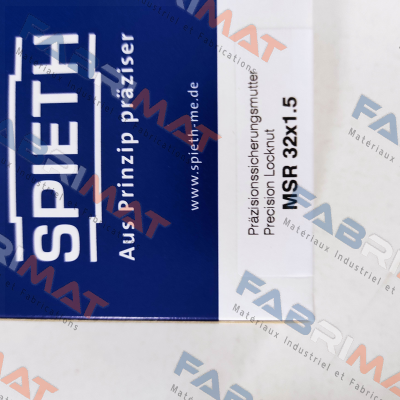 SPIETH
Aus Prinzip präziser
www.spieth-me.de
Präzisionssicherungsmutter
Precision Locknut
MSR 32x1.5
FABRIMAT
Matériaux Industriel et Fabrications